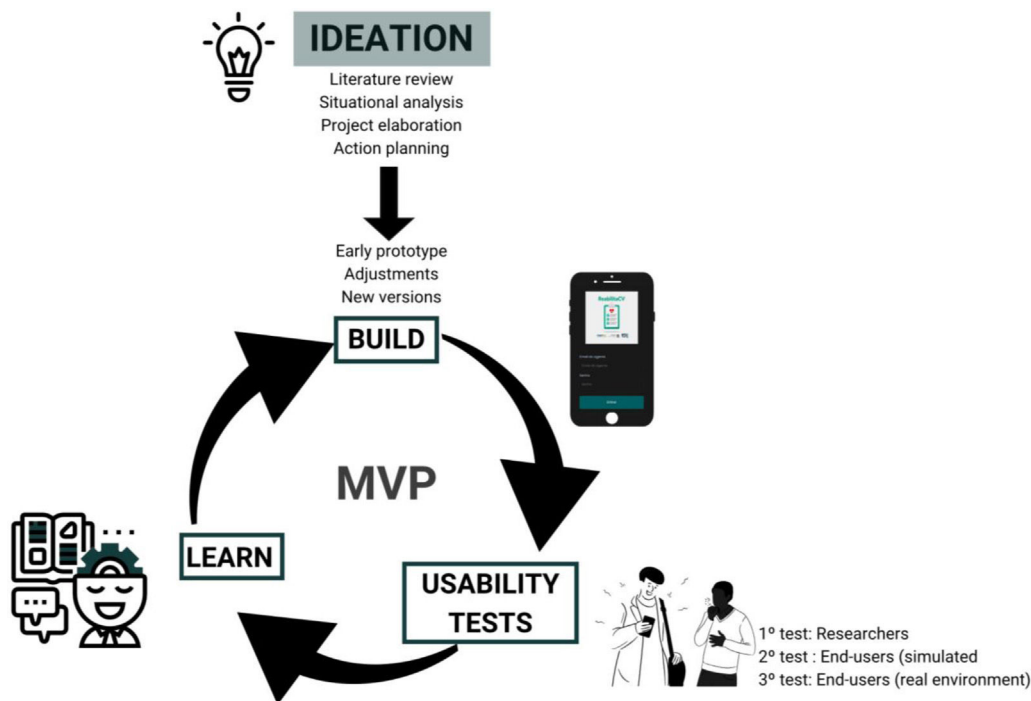 IDEATION
Literature review
Situational analysis
Project elaboration
Action planning
Early prototype
Adjustments
New versions
BUILD
ReabilitaCV
MVP
LEARN
USABILITY
TESTS
1º test: Researchers
2º test : End-users (simulated
3º test: End-users (real environment)